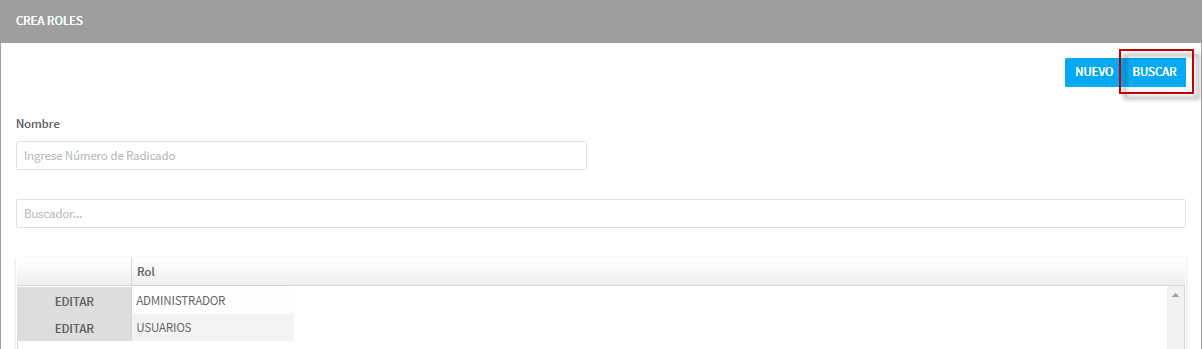 CREA ROLES
NUEVO BUSCAR
Nombre
Ingrese Número de Radicado
Buscador...
Rol
EDITAR ADMINISTRADOR
EDITAR USUARIOS